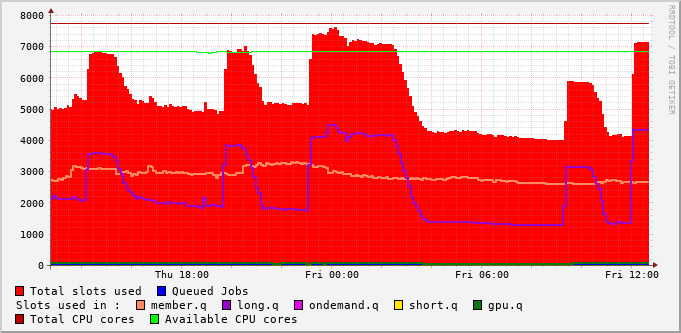 8000
7000
6000
5000
4000
3000
2000
1000
0
Thu 18:00 Fri 00:00 Fri 06:00 Fri 12:00
RRDTOOL / TOBI OETIKER
Total slots used Queued Jobs
Slots used in : member.q long.q ondemand.q short.q gpu.q
Total CPU cores Available CPU cores